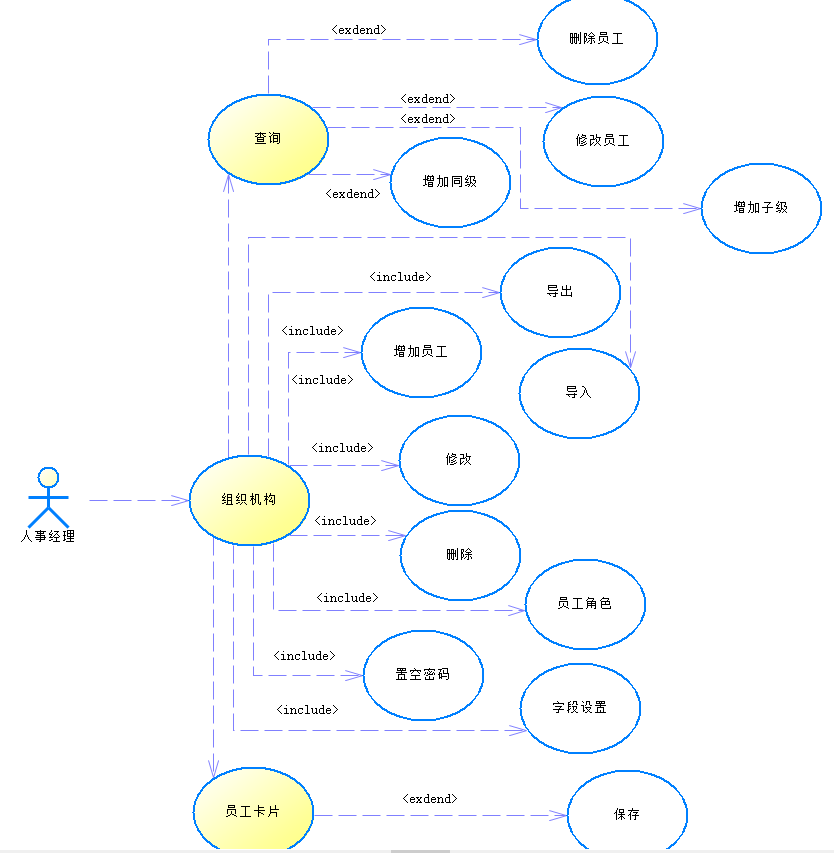 <exdend>
删除员工
<exdend>
<exdend>
查询
修改员工
增加同级
<exdend>
增加子级
<include>
导出
<include>
增加员工
<include>
导入
<include>
修改
组织机构
<include>
删除
人事经理
<include>
员工角色
<include>
置空密码
<include>
字段设置
<exdend>
员工卡片
保存